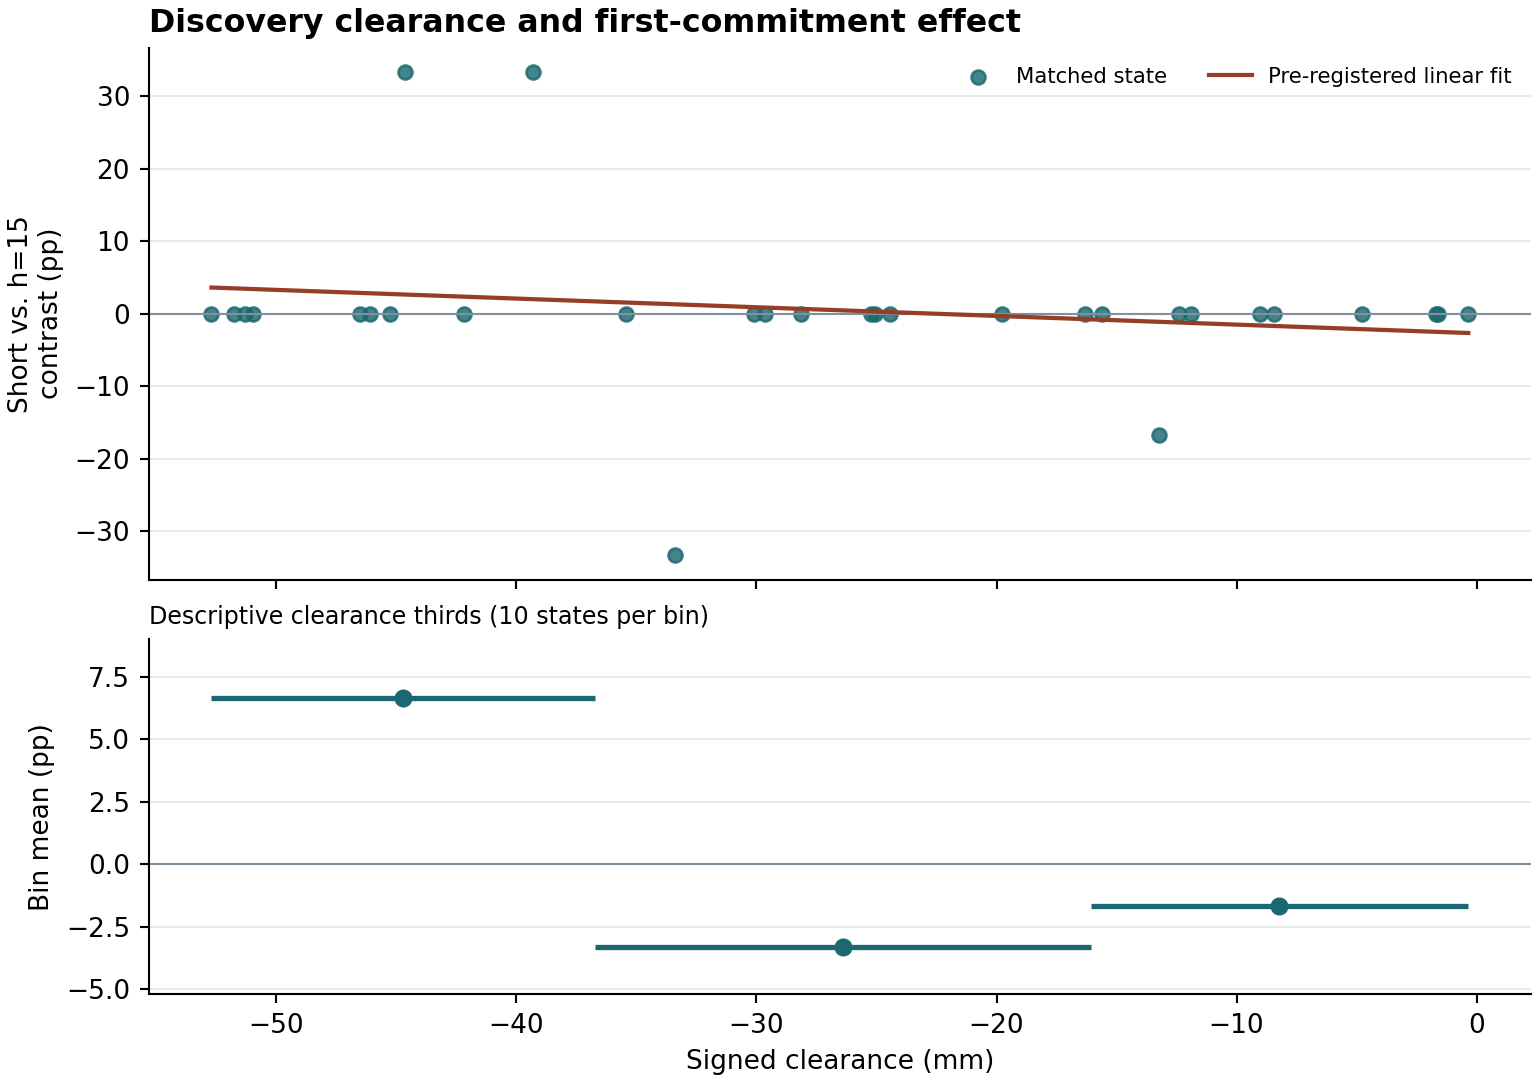 Discovery clearance and first-commitment effect
Matched state
Pre-registered linear fit
30
20
10
0
−10
−20
−30
Short vs. h=15
contrast (pp)
Descriptive clearance thirds (10 states per bin)
7.5
5.0
2.5
0.0
−2.5
−5.0
Bin mean (pp)
−50
−40
−30
−20
−10
0
Signed clearance (mm)